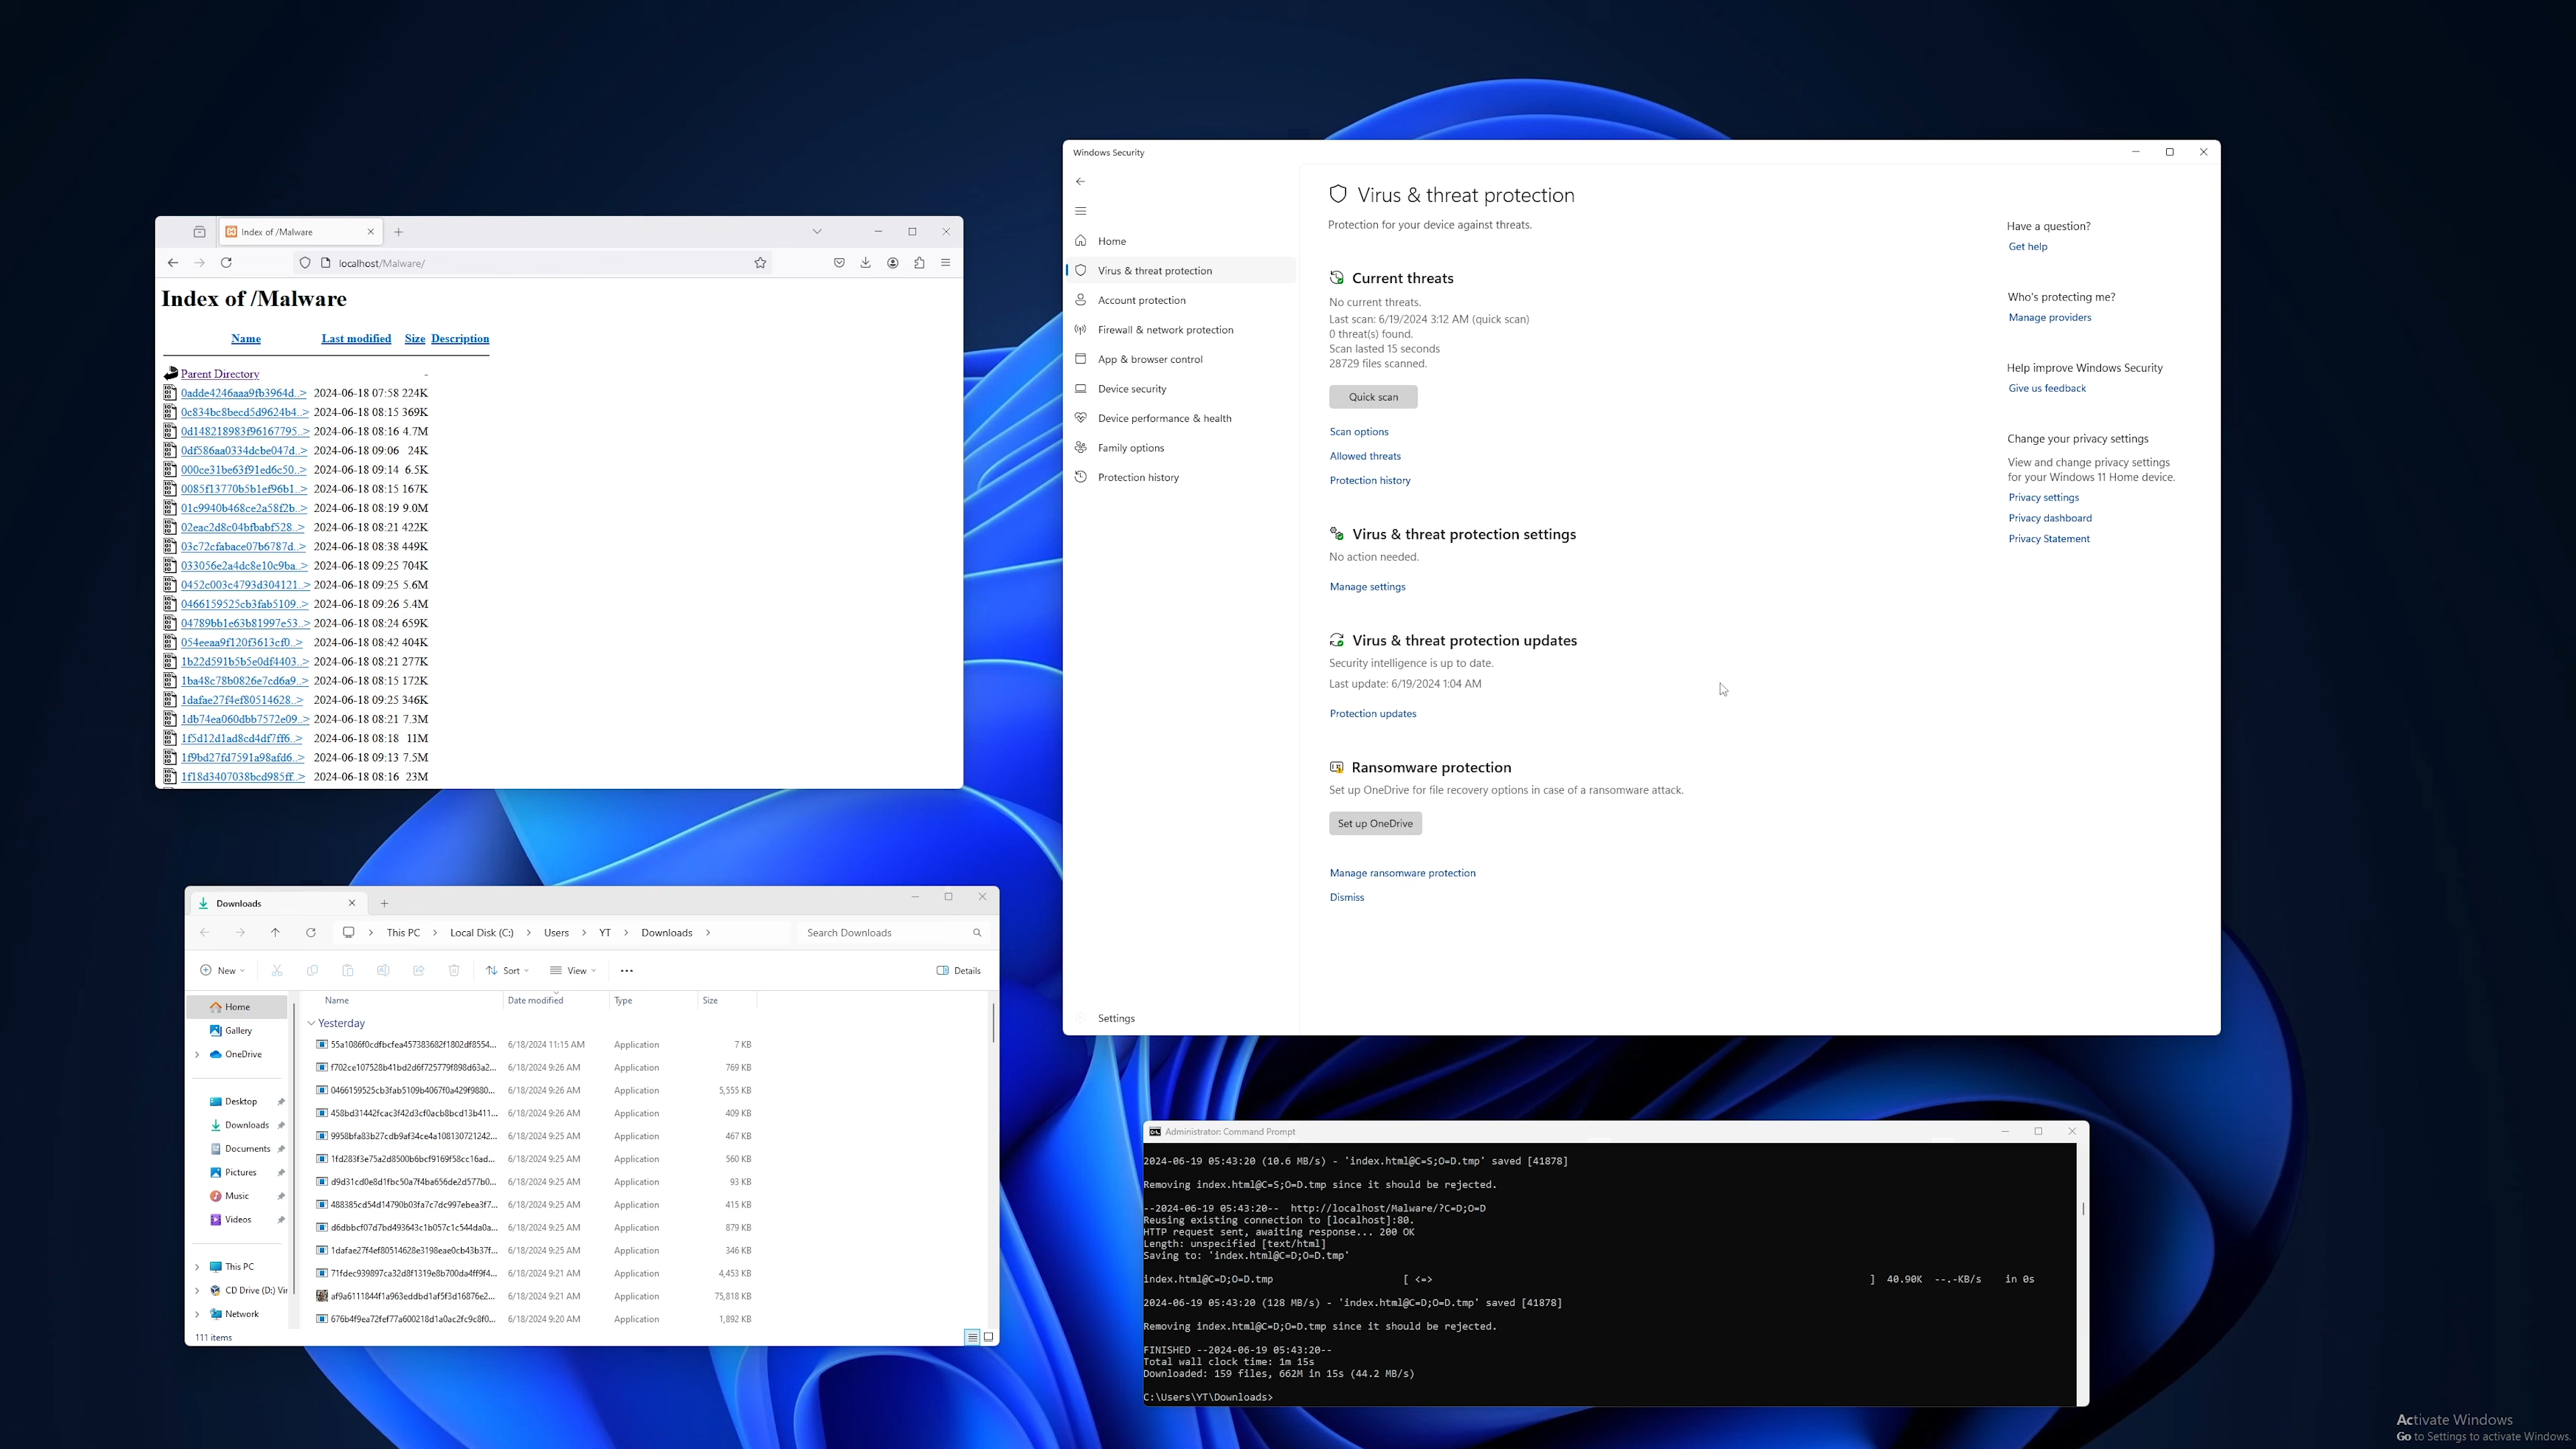 Index of /Malware
localhost/Malware/
Index of /Malware
Name Last modified Size Description
Parent Directory -
0adde4246aaa9fb3964d..> 2024-06-18 07:58 224K
0c834bc8becd5d9624b4..> 2024-06-18 08:15 369K
0d148218983f96167795..> 2024-06-18 08:16 4.7M
0df586aa0334dcbe047d..> 2024-06-18 09:06 24K
000ce31be63f91ed6c50..> 2024-06-18 09:14 6.5K
0085f13770b5b1ef96b1..> 2024-06-18 08:15 167K
01c9940b468ce2a58f2b..> 2024-06-18 08:19 9.0M
02eac2d8c04bfbabf528..> 2024-06-18 08:21 422K
03c72cfabace07b6787d..> 2024-06-18 08:38 449K
033056e2a4dc8e10c9ba..> 2024-06-18 09:25 704K
0452c003c4793d304121..> 2024-06-18 09:25 5.6M
0466159525cb3fab5109..> 2024-06-18 09:26 5.4M
04789bb1e63b81997e53..> 2024-06-18 08:24 659K
054eeaa9f120f3613cf0..> 2024-06-18 08:42 404K
1b22d591b5b5e0df4403..> 2024-06-18 08:21 277K
1ba48c78b0826e7cd6a9..> 2024-06-18 08:15 172K
1dafae27f4ef80514628..> 2024-06-18 09:25 346K
1db74ea060dbb7572e09..> 2024-06-18 08:21 7.3M
1f5d12d1ad8cd4df7ff6..> 2024-06-18 08:18 11M
1f9bd27fd7591a98afd6..> 2024-06-18 09:13 7.5M
1f18d3407038bcd985ff..> 2024-06-18 08:16 23M
Windows Security
Home
Virus & threat protection
Account protection
Firewall & network protection
App & browser control
Device security
Device performance & health
Family options
Protection history
Settings
Virus & threat protection
Protection for your device against threats.
Current threats
No current threats.
Last scan: 6/19/2024 3:12 AM (quick scan)
0 threat(s) found.
Scan lasted 15 seconds
28729 files scanned.
Quick scan
Scan options
Allowed threats
Protection history
Virus & threat protection settings
No action needed.
Manage settings
Virus & threat protection updates
Security intelligence is up to date.
Last update: 6/19/2024 1:04 AM
Protection updates
Ransomware protection
Set up OneDrive for file recovery options in case of a ransomware attack.
Set up OneDrive
Manage ransomware protection
Dismiss
Have a question?
Get help
Who's protecting me?
Manage providers
Help improve Windows Security
Give us feedback
Change your privacy settings
View and change privacy settings
for your Windows 11 Home device.
Privacy settings
Privacy dashboard
Privacy Statement
Downloads
This PC > Local Disk (C:) > Users > YT > Downloads >
Search Downloads
New Sort View Details
Home
Gallery
OneDrive
Desktop
Downloads
Documents
Pictures
Music
Videos
This PC
CD Drive (D:) Vir
Network
Name Date modified Type Size
Yesterday
55a1086f0cdfbcfea457383682f1802df8554... 6/18/2024 11:15 AM Application 7 KB
f702ce107528b41bd2d6f725779f898d63a2... 6/18/2024 9:26 AM Application 769 KB
0466159525cb3fab5109b4067f0a429f9880... 6/18/2024 9:26 AM Application 5,555 KB
458bd31442fcac3f42d3cf0acb8bcd13b411... 6/18/2024 9:26 AM Application 409 KB
9958bfa83b27cdb9af34ce4a108130721242... 6/18/2024 9:25 AM Application 467 KB
1fd283f3e75a2d8500b6bcf9169f58cc16ad... 6/18/2024 9:25 AM Application 560 KB
d9d31cd0e8d1fbc50a7f4ba656de2d577b0... 6/18/2024 9:25 AM Application 93 KB
488385cd54d14790b03fa7c7dc997ebea3f7... 6/18/2024 9:25 AM Application 415 KB
d6dbbcf07d7bd493643c1b057c1c544da0a... 6/18/2024 9:25 AM Application 879 KB
1dafae27f4ef80514628e3198eae0cb43b37f... 6/18/2024 9:25 AM Application 346 KB
71fdec939897ca32d8f1319e8b700da4ff9f4... 6/18/2024 9:21 AM Application 4,453 KB
af9a6111844f1a963eddbd1af5f3d16876e2... 6/18/2024 9:21 AM Application 75,818 KB
676b4f9ea72fef77a600218d1a0ac2fc9c8f0... 6/18/2024 9:20 AM Application 1,892 KB
111 items
Administrator: Command Prompt
2024-06-19 05:43:20 (10.6 MB/s) - 'index.html@C=S;O=D.tmp' saved [41878]
Removing index.html@C=S;O=D.tmp since it should be rejected.
--2024-06-19 05:43:20-- http://localhost/Malware/?C=D;O=D
Reusing existing connection to [localhost]:80.
HTTP request sent, awaiting response... 200 OK
Length: unspecified [text/html]
Saving to: 'index.html@C=D;O=D.tmp'
index.html@C=D;O=D.tmp [ <=> ] 40.90K --.-KB/s in 0s
2024-06-19 05:43:20 (128 MB/s) - 'index.html@C=D;O=D.tmp' saved [41878]
Removing index.html@C=D;O=D.tmp since it should be rejected.
FINISHED --2024-06-19 05:43:20--
Total wall clock time: 1m 15s
Downloaded: 159 files, 662M in 15s (44.2 MB/s)
C:\Users\YT\Downloads>
Activate Windows
Go to Settings to activate Windows.